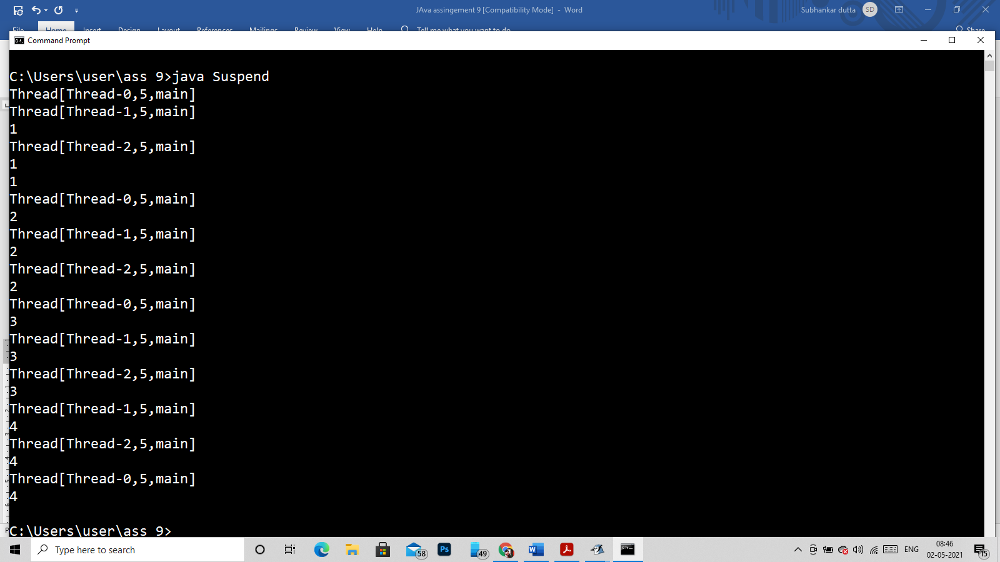 JAva assingement 9 [Compatibility Mode] - Word
Subhankar dutta
SD
File Home Insert Design Layout References Mailings Review View Help Tell me what you want to do Share
Command Prompt
C:\Users\user\ass 9>java Suspend
Thread[Thread-0,5,main]
Thread[Thread-1,5,main]
1
Thread[Thread-2,5,main]
1
1
Thread[Thread-0,5,main]
2
Thread[Thread-1,5,main]
2
Thread[Thread-2,5,main]
2
Thread[Thread-0,5,main]
3
Thread[Thread-1,5,main]
3
Thread[Thread-2,5,main]
3
Thread[Thread-1,5,main]
4
Thread[Thread-2,5,main]
4
Thread[Thread-0,5,main]
4
C:\Users\user\ass 9>
Type here to search
58
Ps
49
W
ENG
08:46
02-05-2021
15